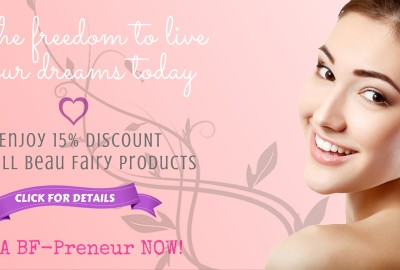 he freedom to live
ur dreams today
enjoy 15% discount
ll Beau Fairy Products
CLICK FOR DETAILS
A BF-Preneur NOW!